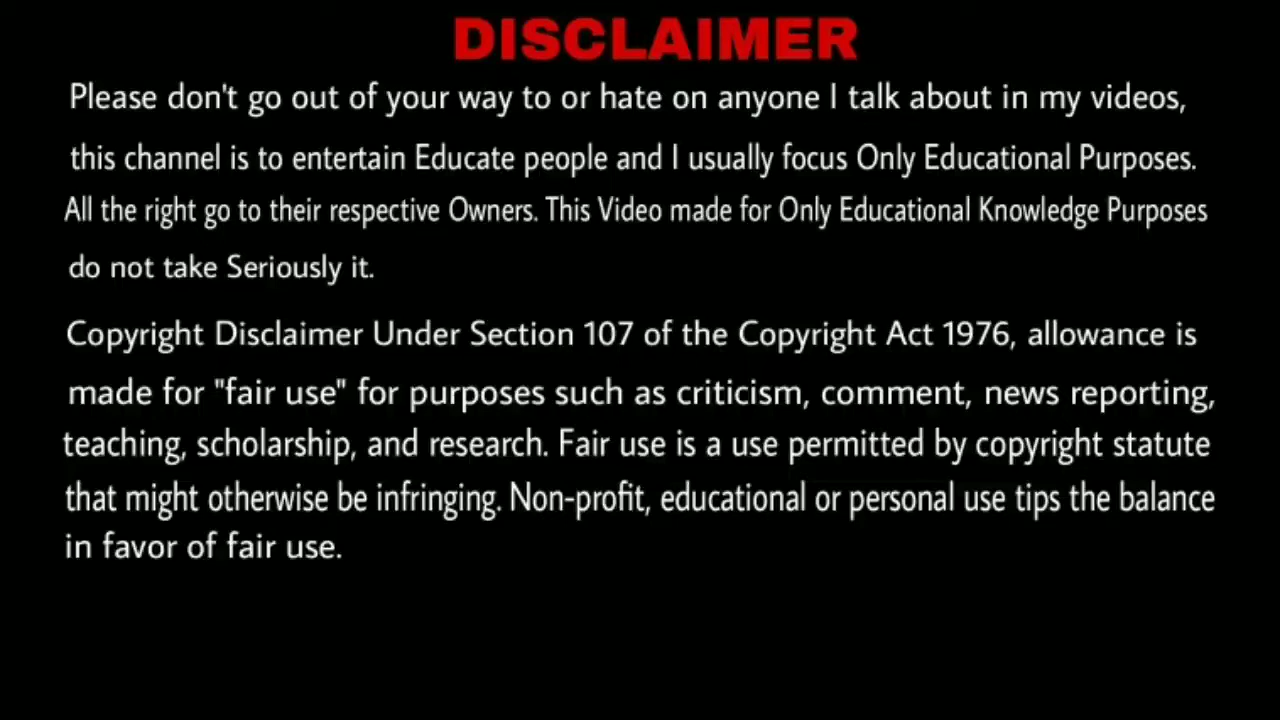 DISCLAIMER
Please don't go out of your way to or hate on anyone I talk about in my videos,
this channel is to entertain Educate people and I usually focus Only Educational Purposes.
All the right go to their respective Owners. This Video made for Only Educational Knowledge Purposes
do not take Seriously it.
Copyright Disclaimer Under Section 107 of the Copyright Act 1976, allowance is
made for "fair use" for purposes such as criticism, comment, news reporting,
teaching, scholarship, and research. Fair use is a use permitted by copyright statute
that might otherwise be infringing. Non-profit, educational or personal use tips the balance
in favor of fair use.